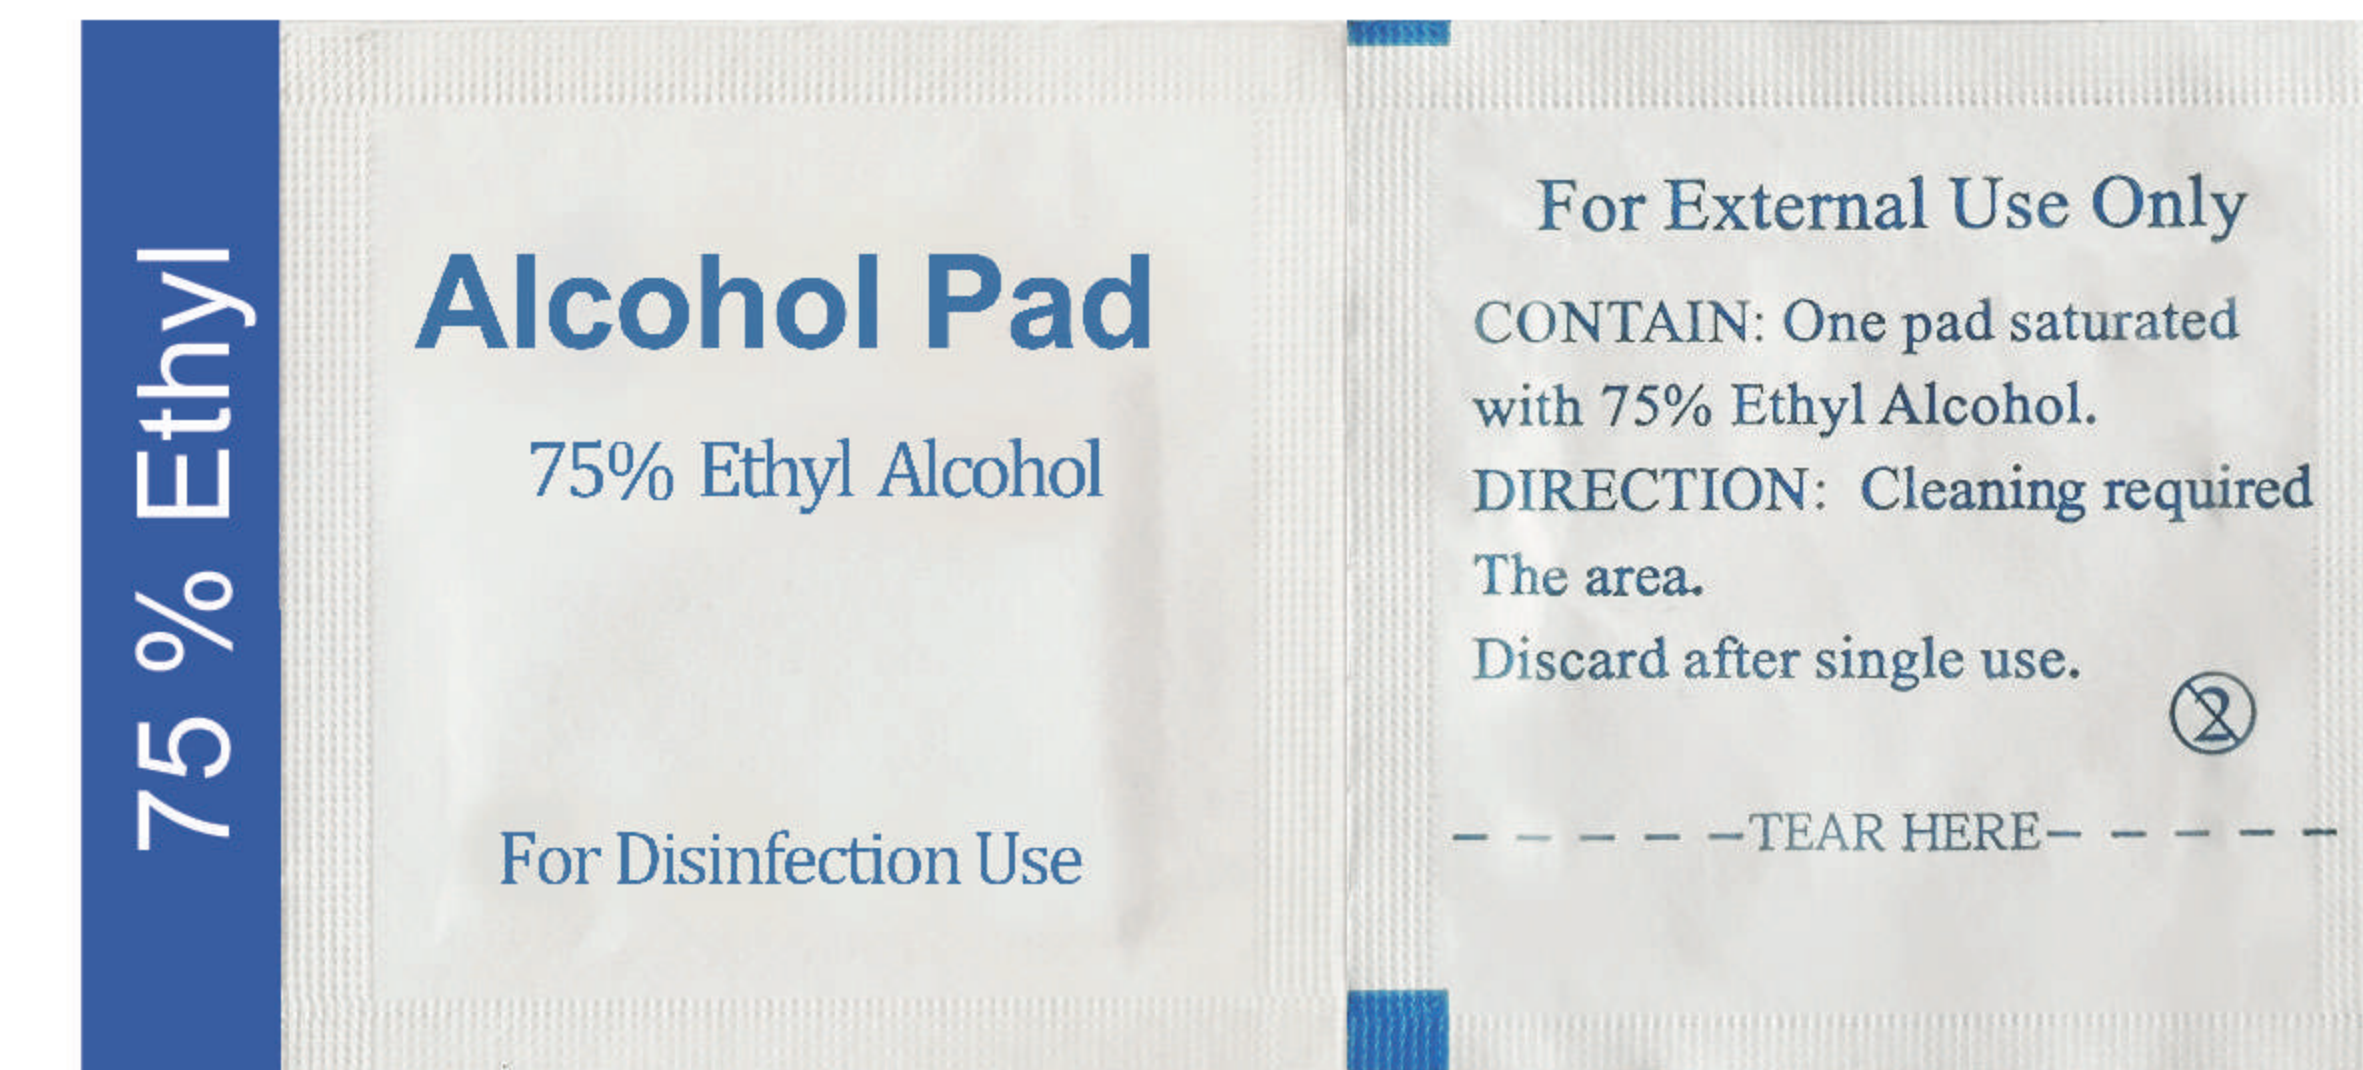 75 % Ethyl
Alcohol Pad
75% Ethyl Alcohol
For Disinfection Use
For External Use Only
CONTAIN: One pad saturated
with 75% Ethyl Alcohol.
DIRECTION: Cleaning required
The area.
Discard after single use.
2
- - - - -TEAR HERE- - - - -